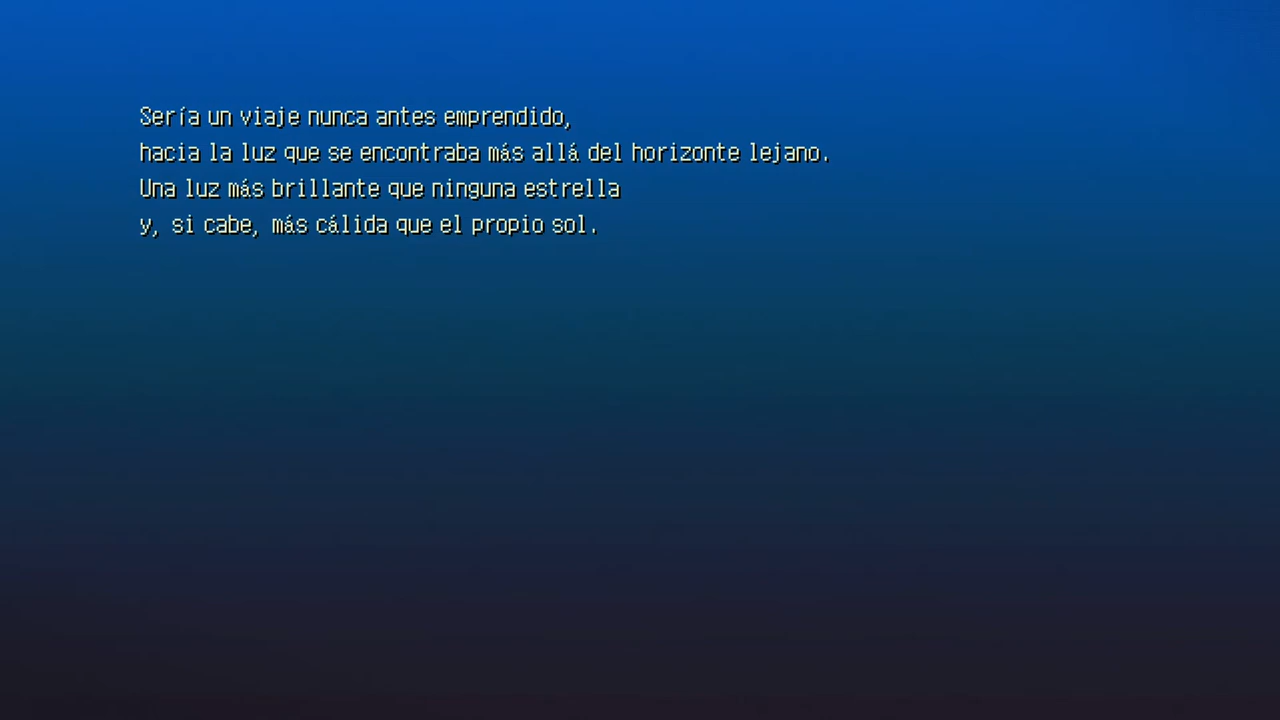 Sería un viaje nunca antes emprendido,
hacia la luz que se encontraba más allá del horizonte lejano.
Una luz más brillante que ninguna estrella
y, si cabe, más cálida que el propio sol.